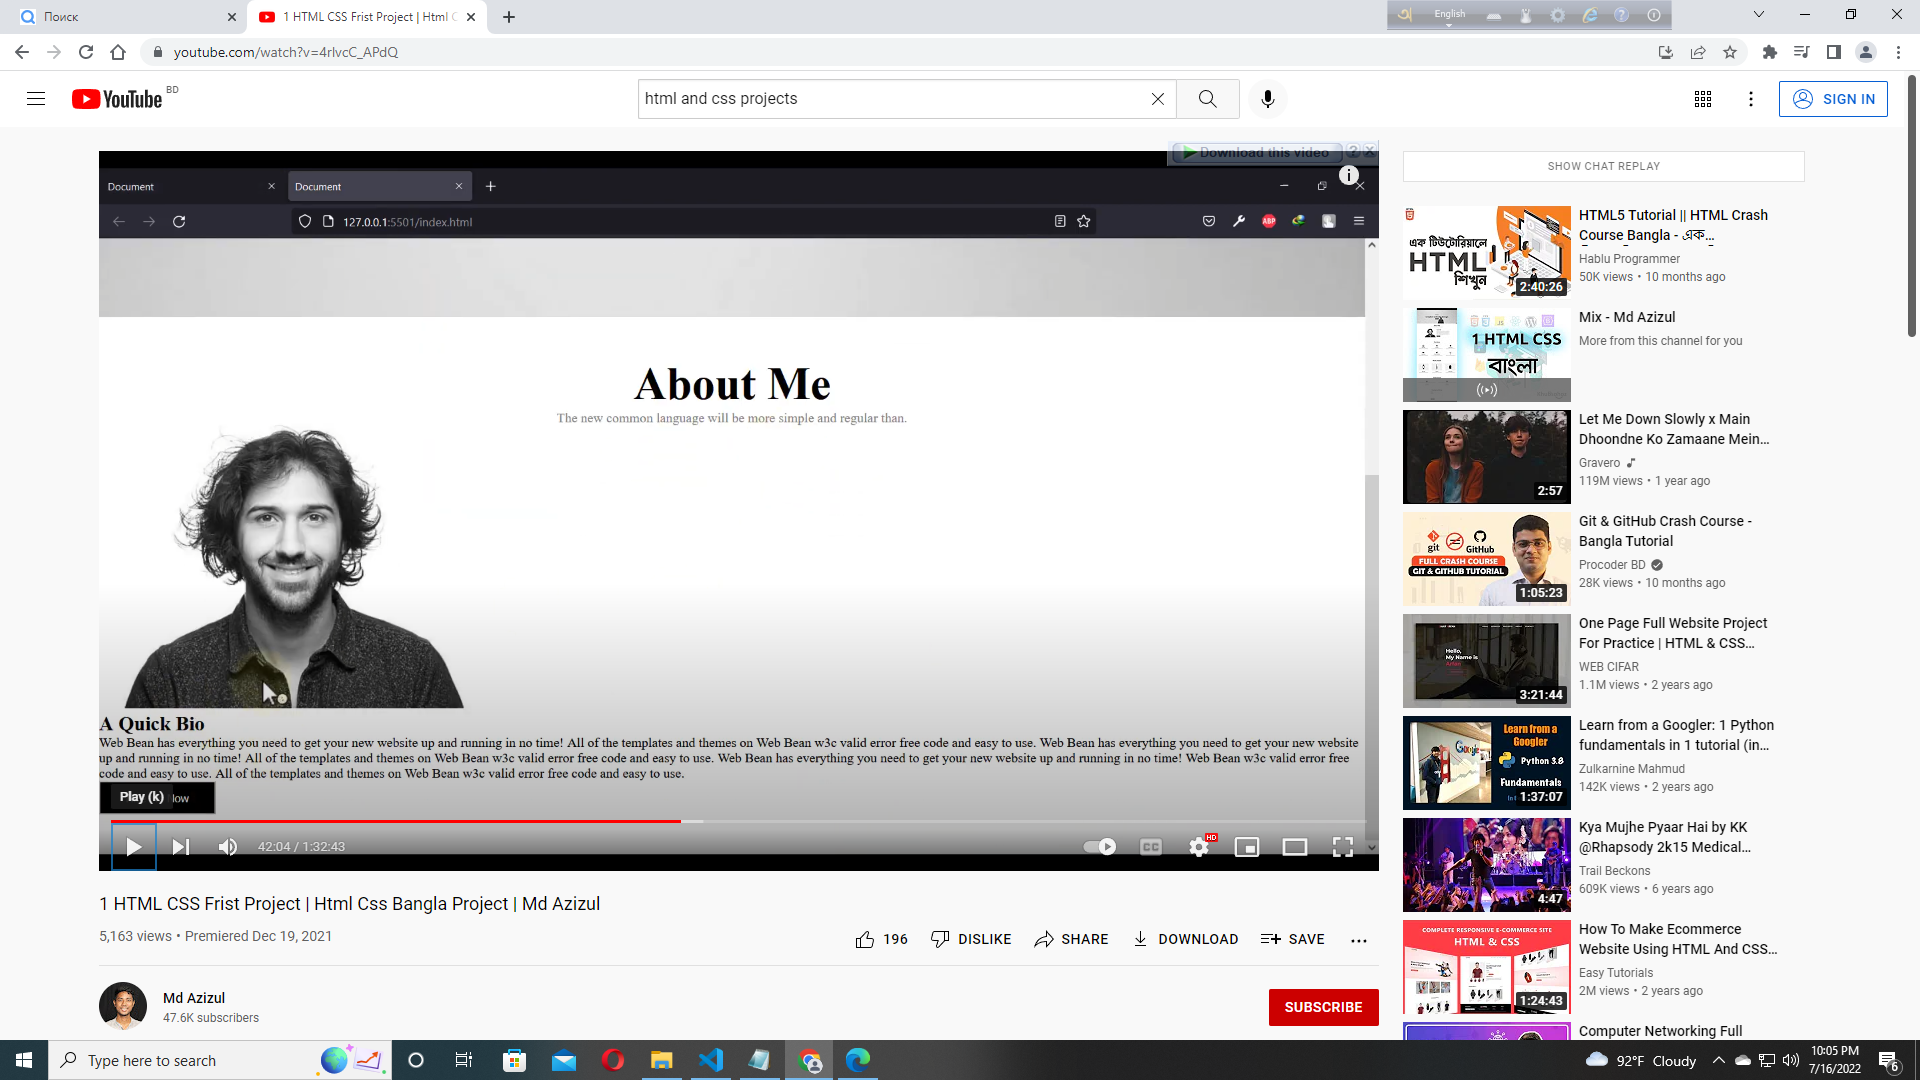 Поиск
1 HTML CSS Frist Project | Html C
English
youtube.com/watch?v=4rlvcC_APdQ
YouTube BD
html and css projects
SIGN IN
Download this video
Document
Document
127.0.0.1:5501/index.html
ABP
About Me
The new common language will be more simple and regular than.
A Quick Bio
Web Bean has everything you need to get your new website up and running in no time! All of the templates and themes on Web Bean w3c valid error free code and easy to use. Web Bean has everything you need to get your new website
up and running in no time! All of the templates and themes on Web Bean w3c valid error free code and easy to use. Web Bean has everything you need to get your new website up and running in no time! Web Bean w3c valid error free
code and easy to use. All of the templates and themes on Web Bean w3c valid error free code and easy to use.
Play (k)
42:04 / 1:32:43
CC
HD
1 HTML CSS Frist Project | Html Css Bangla Project | Md Azizul
5,163 views • Premiered Dec 19, 2021
196
DISLIKE
SHARE
DOWNLOAD
SAVE
Md Azizul
47.6K subscribers
SUBSCRIBE
SHOW CHAT REPLAY
এক টিউটোরিয়ালে
HTML
শিখুন
2:40:26
HTML5 Tutorial || HTML Crash
Course Bangla - এক...
Hablu Programmer
50K views • 10 months ago
1 HTML CSS
বাংলা
Mix - Md Azizul
More from this channel for you
2:57
Let Me Down Slowly x Main
Dhoondne Ko Zamaane Mein...
Gravero
119M views • 1 year ago
git
GitHub
FULL CRASH COURSE
GIT & GITHUB TUTORIAL
1:05:23
Git & GitHub Crash Course -
Bangla Tutorial
Procoder BD
28K views • 10 months ago
Hello,
My Name is
3:21:44
One Page Full Website Project
For Practice | HTML & CSS...
WEB CIFAR
1.1M views • 2 years ago
Learn from a
Googler
Google
Python 3.8
Fundamentals
1:37:07
Learn from a Googler: 1 Python
fundamentals in 1 tutorial (in...
Zulkarnine Mahmud
142K views • 2 years ago
4:47
Kya Mujhe Pyaar Hai by KK
@Rhapsody 2k15 Medical...
Trail Beckons
609K views • 6 years ago
COMPLETE RESPONSIVE E-COMMERCE SITE
HTML & CSS
1:24:43
How To Make Ecommerce
Website Using HTML And CSS...
Easy Tutorials
2M views • 2 years ago
Computer Networking Full
Type here to search
92°F Cloudy
10:05 PM
7/16/2022
6